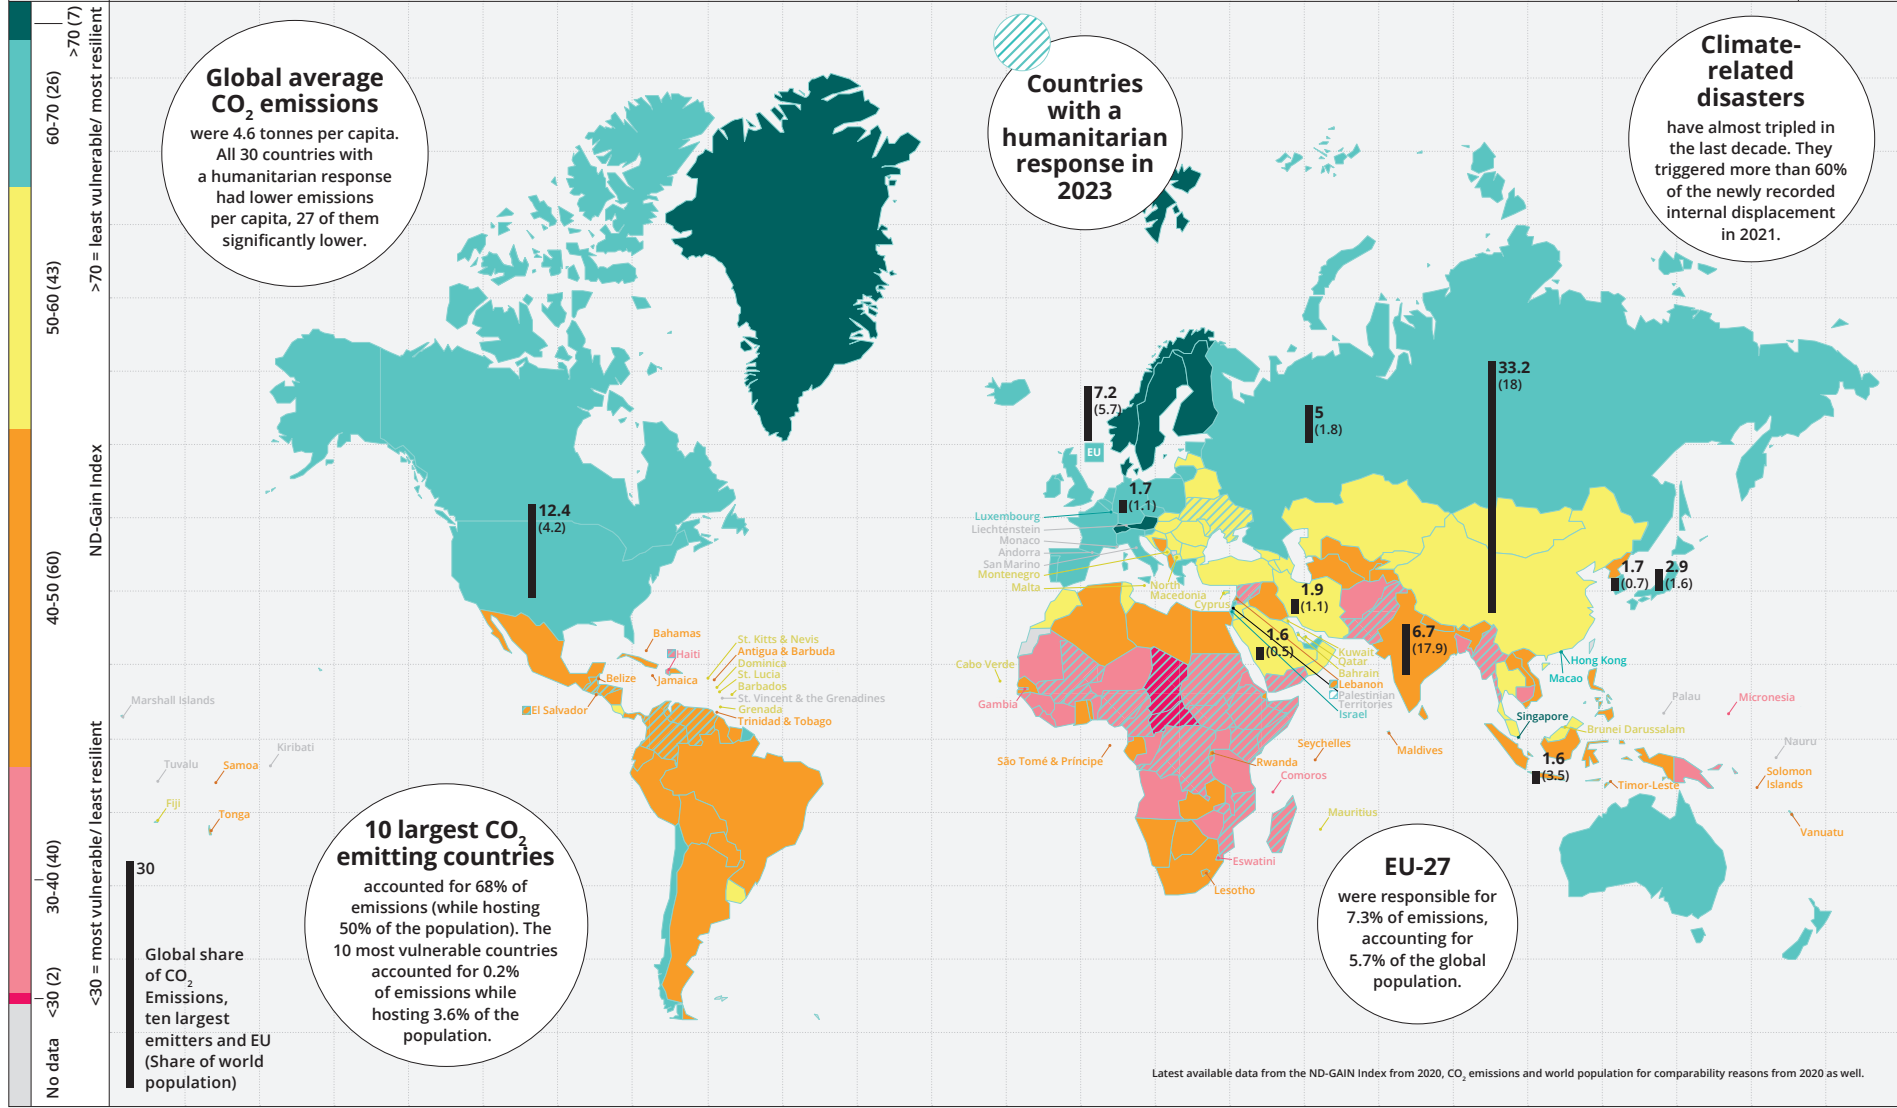 >70 (7)
60-70 (26)
50-60 (43)
40-50 (60)
30-40 (40)
<30 (2)
No data
>70 = least vulnerable/ most resilient
ND-Gain Index
<30 = most vulnerable/ least resilient
Global average
CO2 emissions
were 4.6 tonnes per capita.
All 30 countries with
a humanitarian response
had lower emissions
per capita, 27 of them
significantly lower.
Countries
with a
humanitarian
response in
2023
Climate-
related
disasters
have almost tripled in
the last decade. They
triggered more than 60%
of the newly recorded
internal displacement
in 2021.
12.4
(4.2)
7.2
(5.7)
EU
5
(1.8)
33.2
(18)
1.7
(1.1)
1.9
(1.1)
1.6
(0.5)
6.7
(17.9)
1.7
(0.7)
2.9
(1.6)
1.6
(3.5)
Luxembourg
Liechtenstein
Monaco
Andorra
San Marino
Montenegro
Malta
North
Macedonia
Cyprus
Kuwait
Qatar
Bahrain
Lebanon
Palestinian
Territories
Israel
Hong Kong
Macao
Singapore
Brunei Darussalam
Palau
Micronesia
Nauru
Solomon
Islands
Timor-Leste
Vanuatu
Maldives
Seychelles
Comoros
Mauritius
Rwanda
Eswatini
Lesotho
São Tomé & Príncipe
Gambia
Cabo Verde
Bahamas
Haiti
Jamaica
Belize
El Salvador
St. Kitts & Nevis
Antigua & Barbuda
Dominica
St. Lucia
Barbados
St. Vincent & the Grenadines
Grenada
Trinidad & Tobago
Marshall Islands
Kiribati
Tuvalu
Samoa
Fiji
Tonga
10 largest CO2
emitting countries
accounted for 68% of
emissions (while hosting
50% of the population). The
10 most vulnerable countries
accounted for 0.2%
of emissions while
hosting 3.6% of the
population.
EU-27
were responsible for
7.3% of emissions,
accounting for
5.7% of the global
population.
30
Global share
of CO2
Emissions,
ten largest
emitters and EU
(Share of world
population)
Latest available data from the ND-GAIN Index from 2020, CO2 emissions and world population for comparability reasons from 2020 as well.